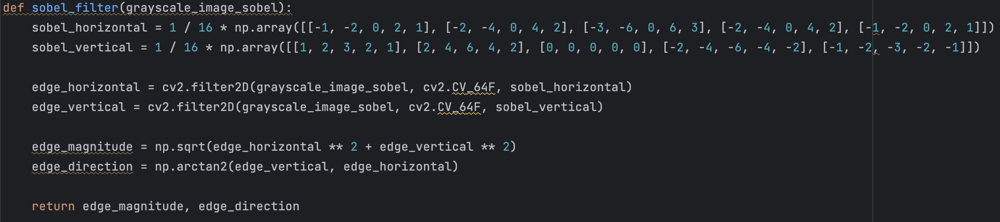 def sobel_filter(grayscale_image_sobel):
    sobel_horizontal = 1 / 16 * np.array([[-1, -2, 0, 2, 1], [-2, -4, 0, 4, 2], [-3, -6, 0, 6, 3], [-2, -4, 0, 4, 2], [-1, -2, 0, 2, 1]])
    sobel_vertical = 1 / 16 * np.array([[1, 2, 3, 2, 1], [2, 4, 6, 4, 2], [0, 0, 0, 0, 0], [-2, -4, -6, -4, -2], [-1, -2, -3, -2, -1]])

    edge_horizontal = cv2.filter2D(grayscale_image_sobel, cv2.CV_64F, sobel_horizontal)
    edge_vertical = cv2.filter2D(grayscale_image_sobel, cv2.CV_64F, sobel_vertical)

    edge_magnitude = np.sqrt(edge_horizontal ** 2 + edge_vertical ** 2)
    edge_direction = np.arctan2(edge_vertical, edge_horizontal)

    return edge_magnitude, edge_direction